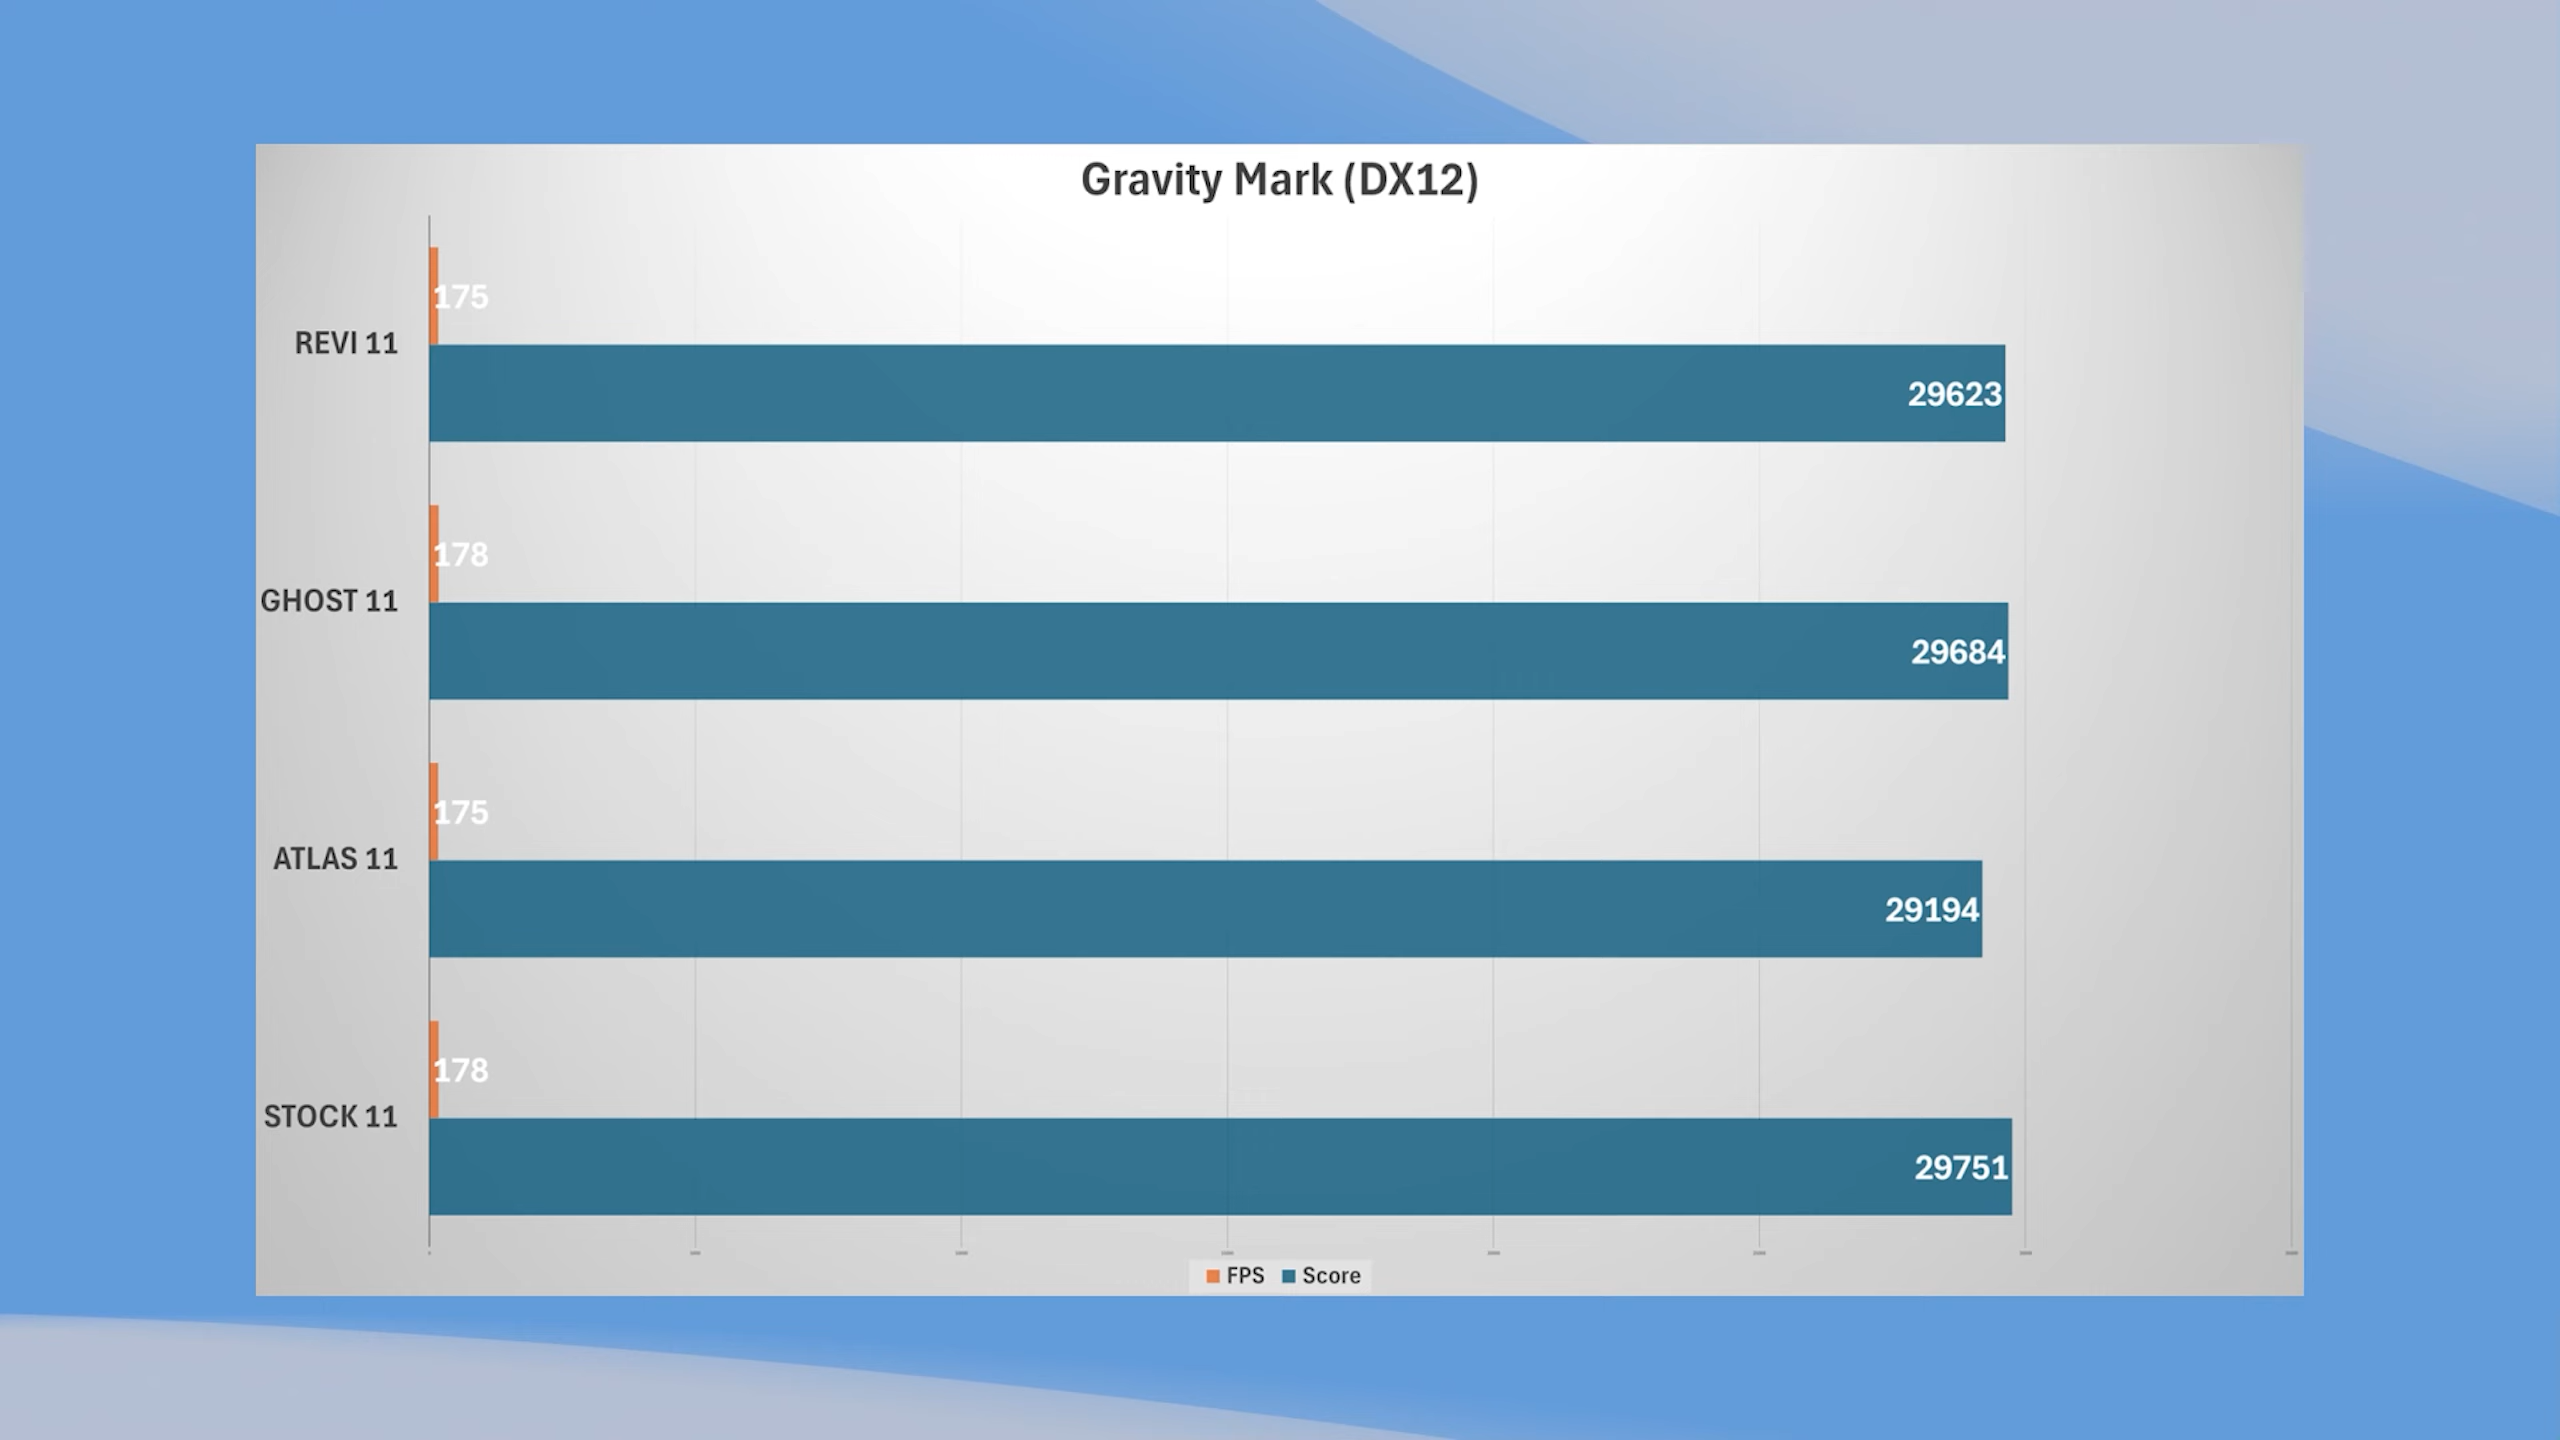 Gravity Mark (DX12)
175
REVI 11
29623
178
GHOST 11
29684
175
ATLAS 11
29194
178
STOCK 11
29751
FPS Score